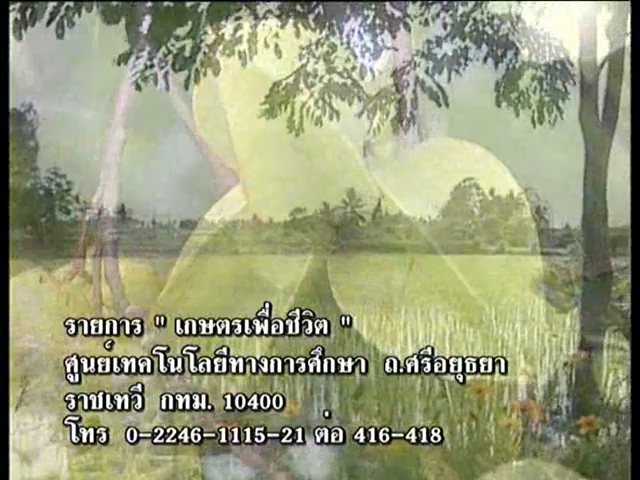 รายการ " เกษตรเพื่อชีวิต "
ศูนย์เทคโนโลยีทางการศึกษา ถ.ศรีอยุธยา
ราชเทวี กทม. 10400
โทร 0-2246-1115-21 ต่อ 416-418